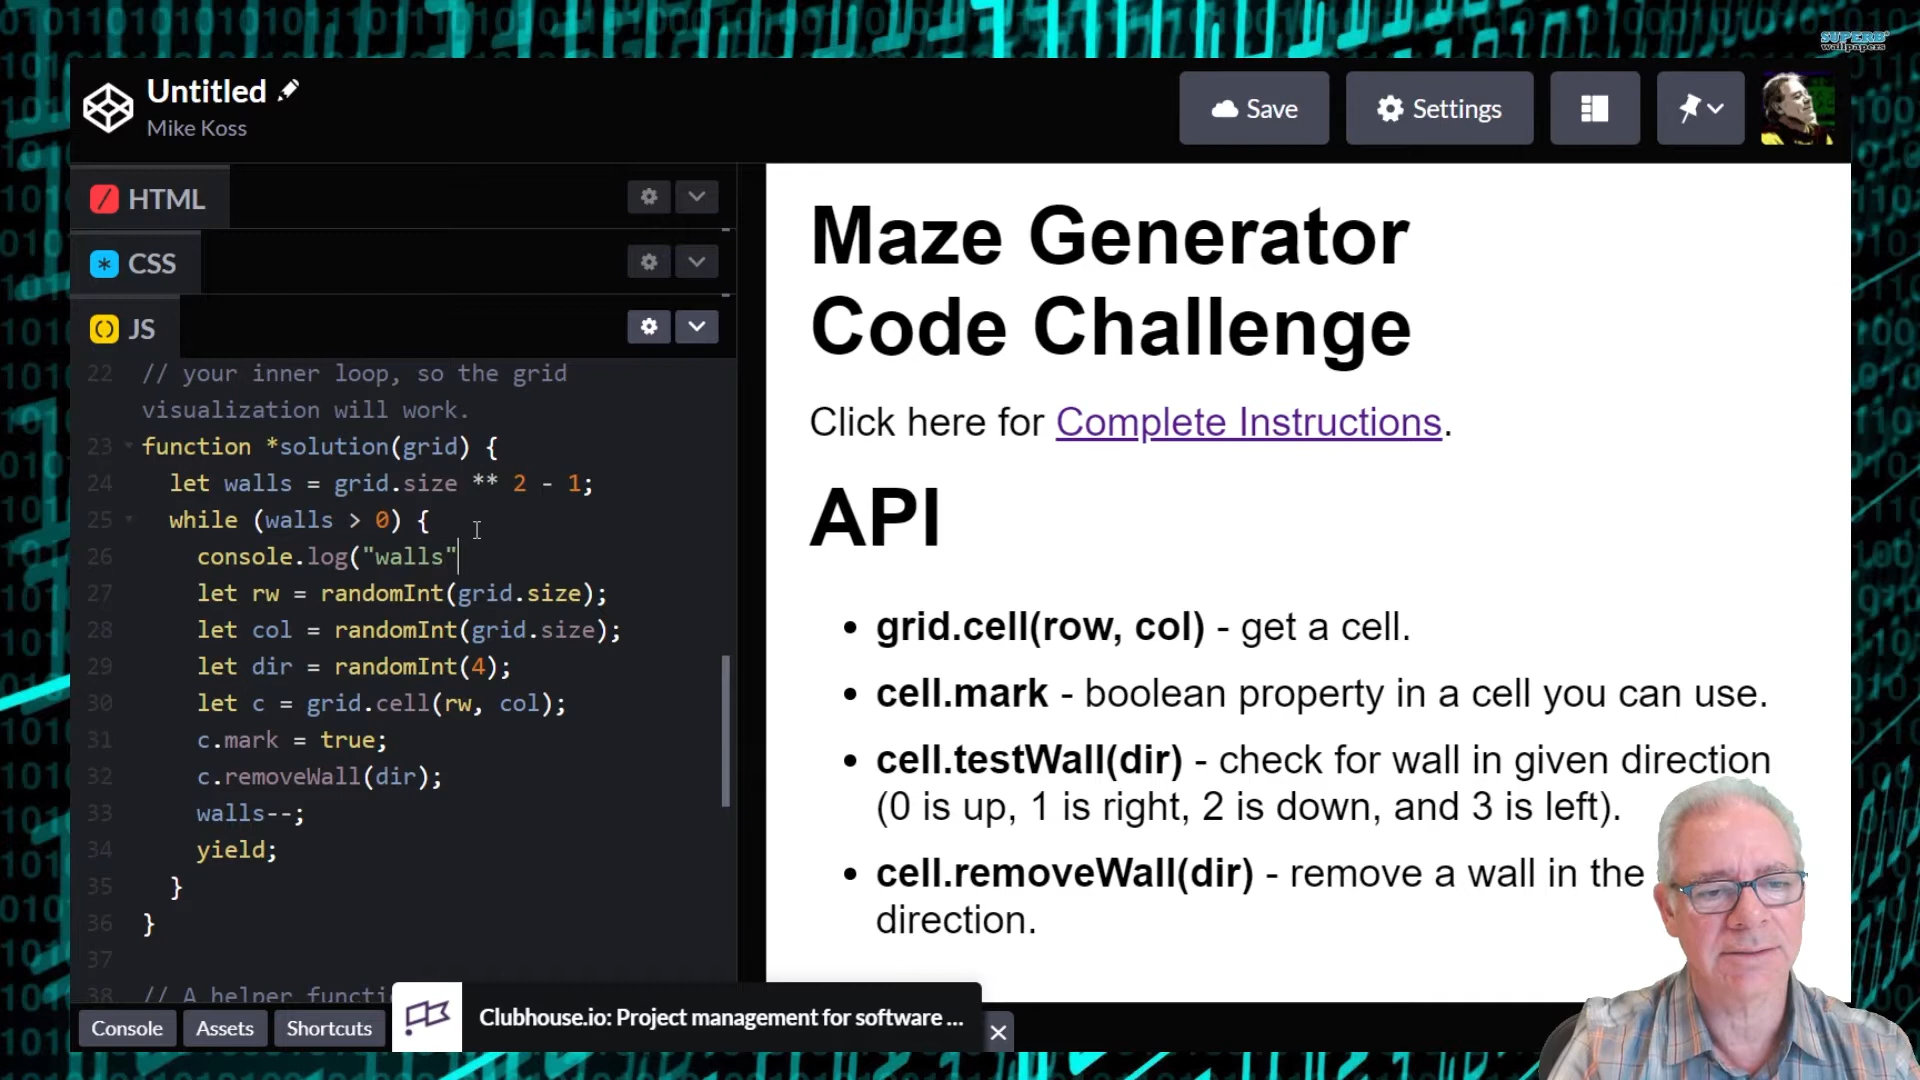 SUPERB
wallpapers
Untitled
Mike Koss
Save
Settings
HTML
CSS
JS
22 // your inner loop, so the grid
visualization will work.
23 function *solution(grid) {
24 let walls = grid.size ** 2 - 1;
25 while (walls > 0) {
26 console.log("walls"
27 let rw = randomInt(grid.size);
28 let col = randomInt(grid.size);
29 let dir = randomInt(4);
30 let c = grid.cell(rw, col);
31 c.mark = true;
32 c.removeWall(dir);
33 walls--;
34 yield;
35 }
36 }
37
38 // A helper functi
Console
Assets
Shortcuts
Clubhouse.io: Project management for software ...
Maze Generator
Code Challenge
Click here for Complete Instructions.
API
• grid.cell(row, col) - get a cell.
• cell.mark - boolean property in a cell you can use.
• cell.testWall(dir) - check for wall in given direction
(0 is up, 1 is right, 2 is down, and 3 is left).
• cell.removeWall(dir) - remove a wall in the
direction.